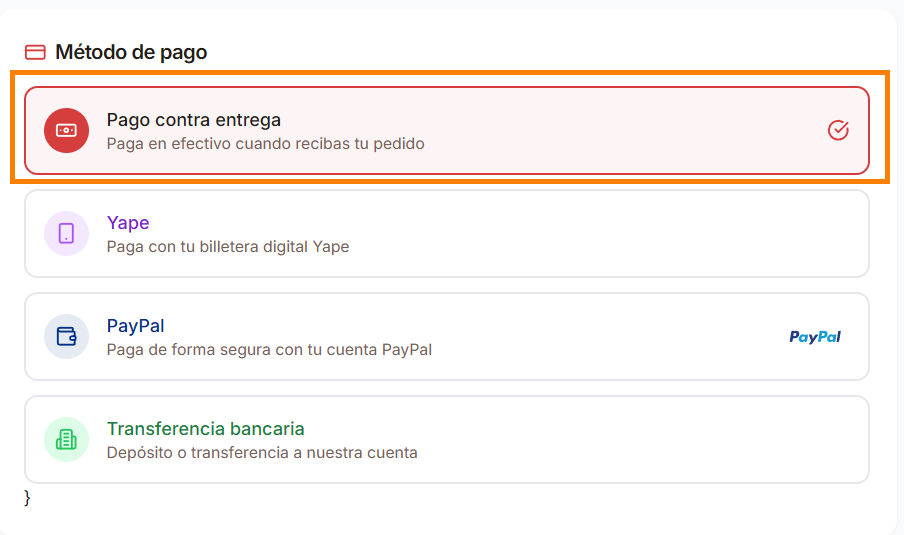 Método de pago
Pago contra entrega
Paga en efectivo cuando recibas tu pedido
Yape
Paga con tu billetera digital Yape
PayPal
Paga de forma segura con tu cuenta PayPal
PayPal
Transferencia bancaria
Depósito o transferencia a nuestra cuenta
}